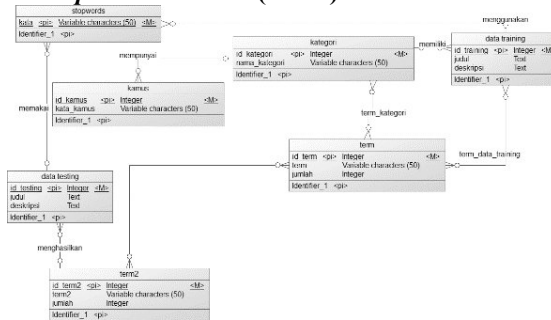 stopwords
kata <pi> Variable characters (50) <M>
Identifier_1 <pi>
menggunakan
kategori
id_kategori <pi> Integer <M>
nama_kategori Variable characters (50)
Identifier_1 <pi>
memiliki
data training
id_training <pi> Integer <M>
judul Text
deskripsi Text
Identifier_1 <pi>
mempunyai
kamus
id_kamus <pi> Integer <M>
kata_kamus Variable characters (50)
Identifier_1 <pi>
memakai
term_kategori
term
id_term <pi> Integer <M>
term Variable characters (50)
jumlah Integer
Identifier_1 <pi>
term_data_training
data testing
id_testing <pi> Integer <M>
judul Text
deskripsi Text
Identifier_1 <pi>
menghasilkan
term2
id_term2 <pi> Integer <M>
term2 Variable characters (50)
jumlah Integer
Identifier_1 <pi>